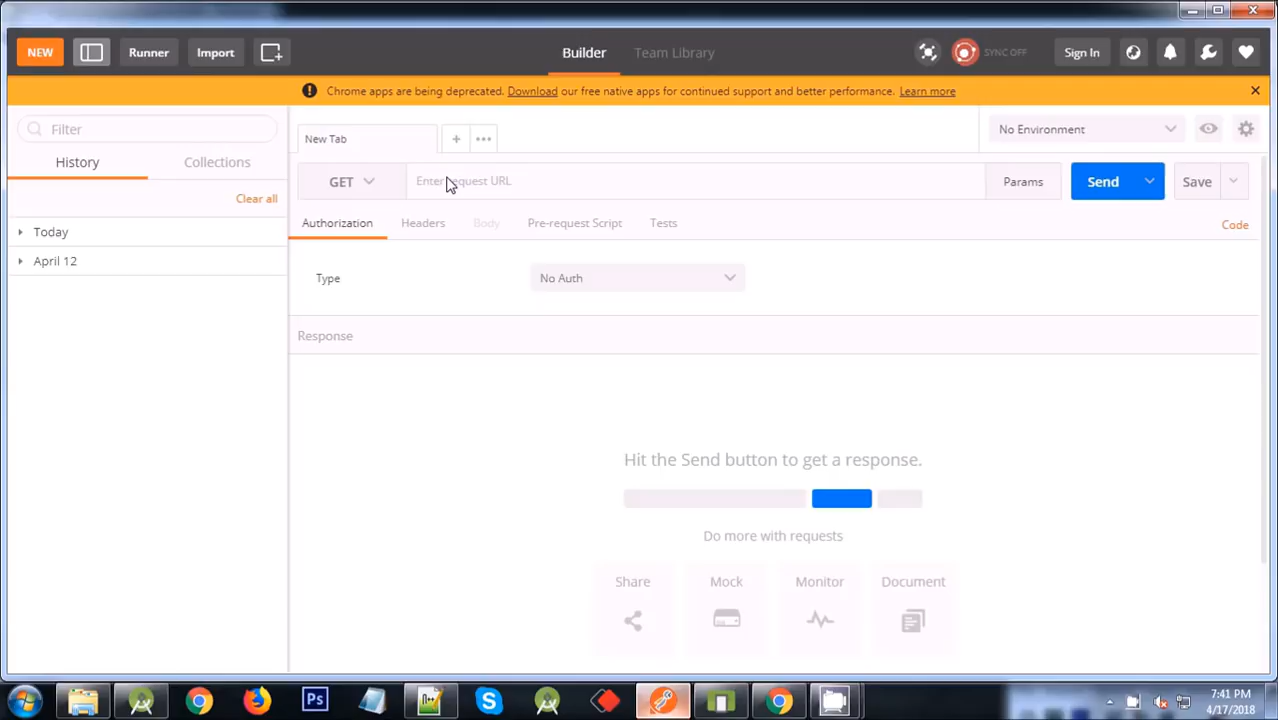 NEW
Runner
Import
Builder
Team Library
SYNC OFF
Sign In
Chrome apps are being deprecated. Download our free native apps for continued support and better performance. Learn more
Filter
History
Collections
Clear all
Today
April 12
New Tab
No Environment
GET
Enter request URL
Params
Send
Save
Authorization
Headers
Body
Pre-request Script
Tests
Code
Type
No Auth
Response
Hit the Send button to get a response.
Do more with requests
Share
Mock
Monitor
Document
Ps
7:41 PM
4/17/2018